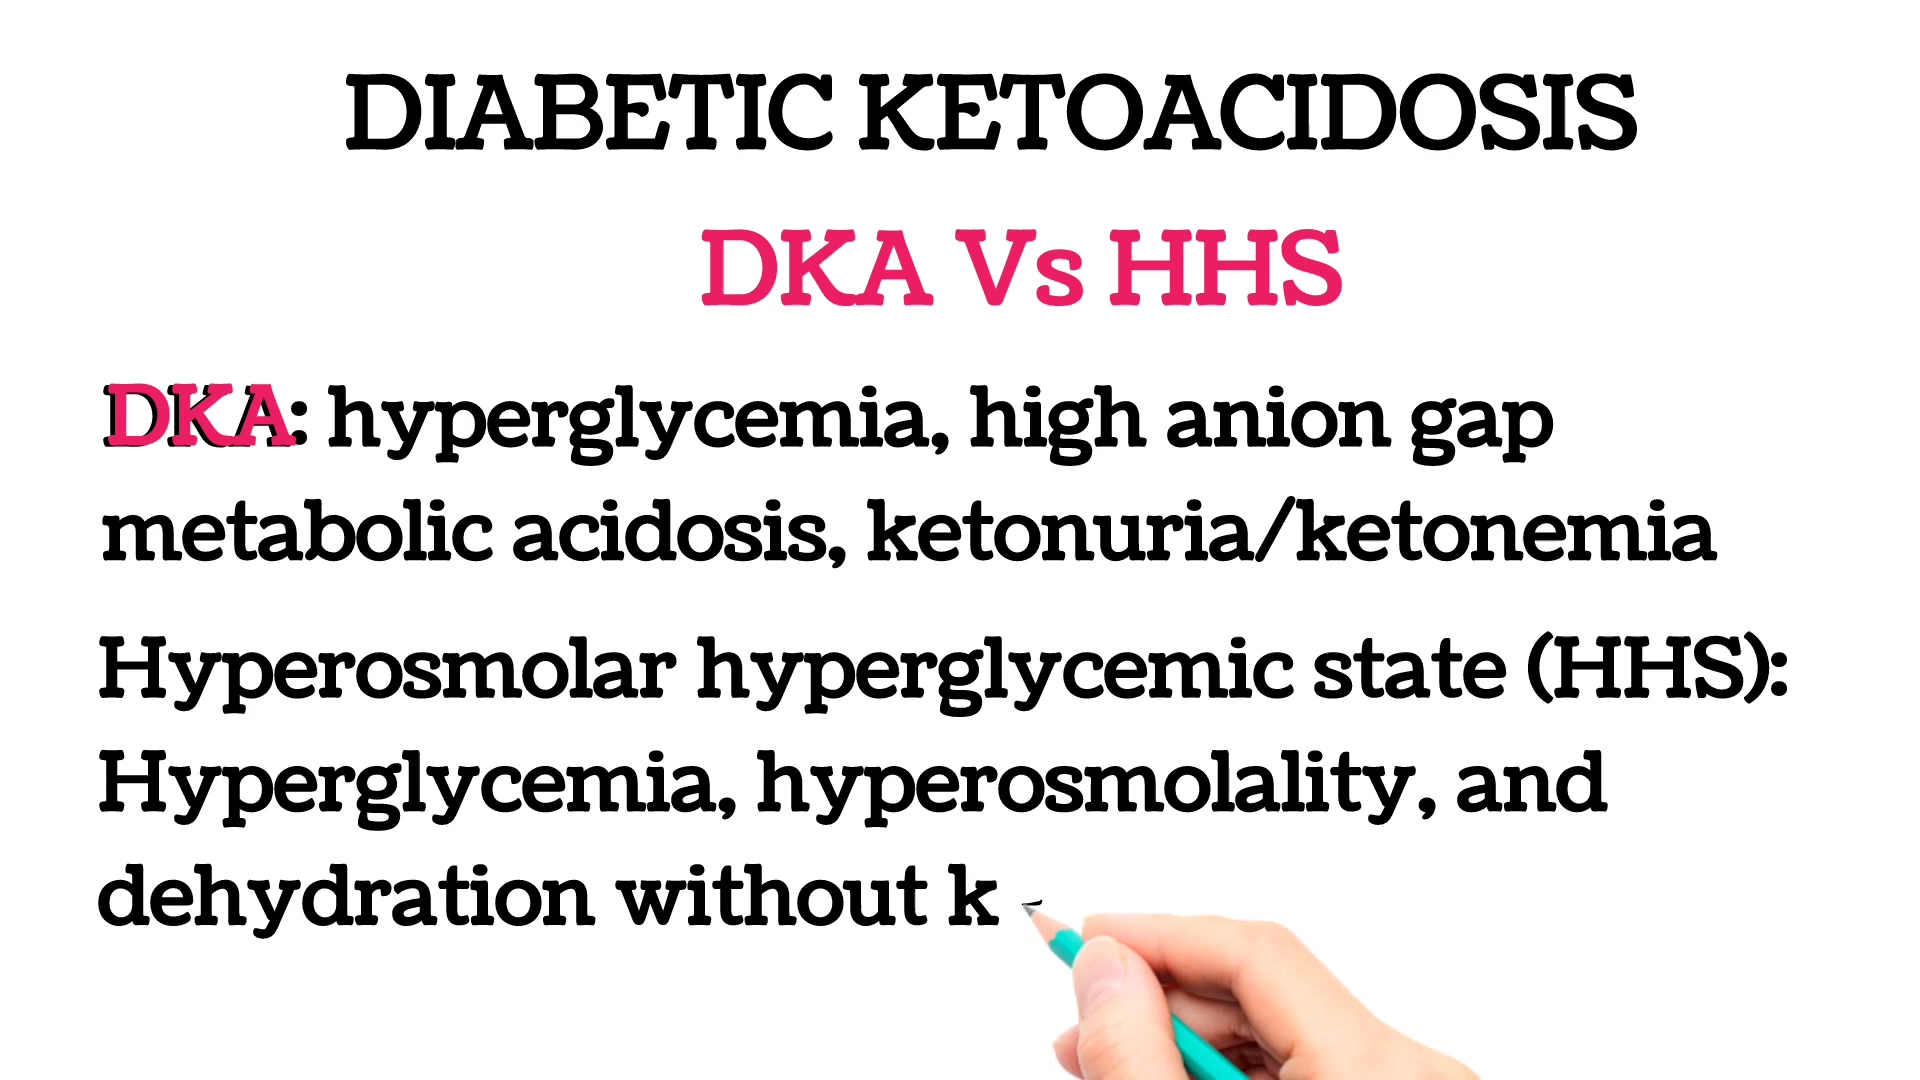 DIABETIC KETOACIDOSIS
DKA Vs HHS
DKA: hyperglycemia, high anion gap
metabolic acidosis, ketonuria/ketonemia
Hyperosmolar hyperglycemic state (HHS):
Hyperglycemia, hyperosmolality, and
dehydration without k